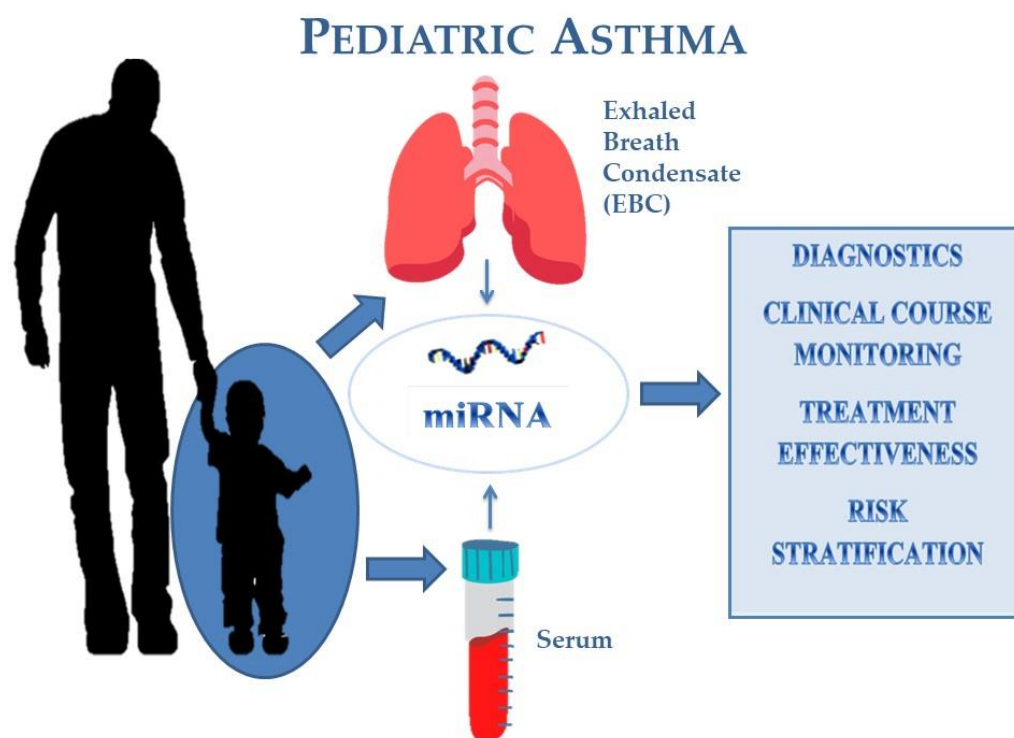 PEDIATRIC ASTHMA
Exhaled
Breath
Condensate
(EBC)
miRNA
Serum
DIAGNOSTICS
CLINICAL COURSE
MONITORING
TREATMENT
EFFECTIVENESS
RISK
STRATIFICATION